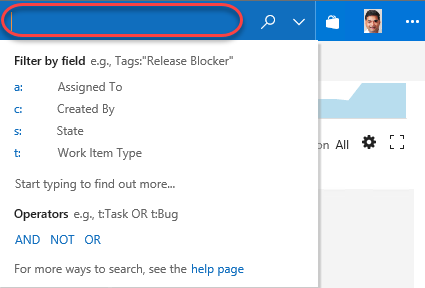 Filter by field e.g., Tags:"Release Blocker"
a: Assigned To
c: Created By
s: State
t: Work Item Type
Start typing to find out more...
Operators e.g., t:Task OR t:Bug
AND NOT OR
For more ways to search, see the help page
on All